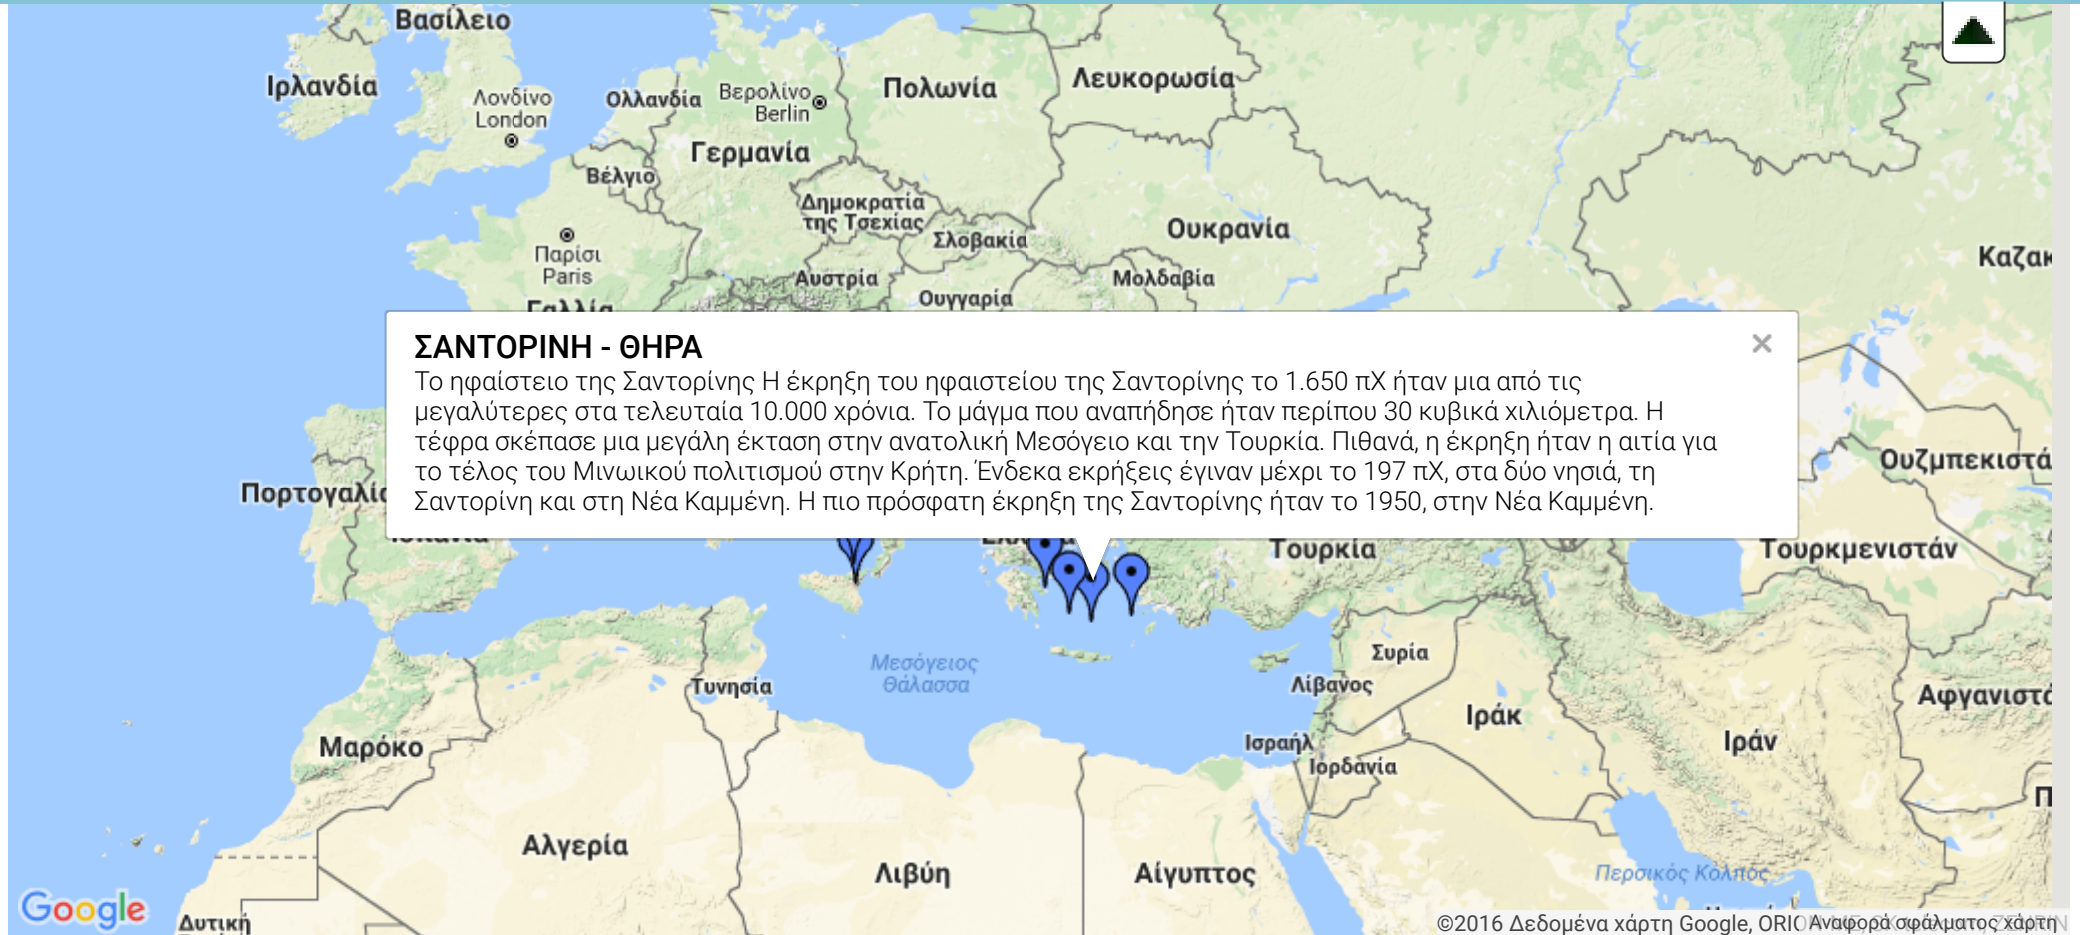 Βασίλειο
Ιρλανδία
Λονδίνο
London
Ολλανδία
Βερολίνο
Berlin
Πολωνία
Λευκορωσία
Γερμανία
Βέλγιο
Δημοκρατία
της Τσεχίας
Σλοβακία
Ουκρανία
Παρίσι
Paris
Αυστρία
Ουγγαρία
Μολδαβία
Καζακ
Γαλλία
ΣΑΝΤΟΡΙΝΗ - ΘΗΡΑ
Το ηφαίστειο της Σαντορίνης Η έκρηξη του ηφαιστείου της Σαντορίνης το 1.650 πΧ ήταν μια από τις
μεγαλύτερες στα τελευταία 10.000 χρόνια. Το μάγμα που αναπήδησε ήταν περίπου 30 κυβικά χιλιόμετρα. Η
τέφρα σκέπασε μια μεγάλη έκταση στην ανατολική Μεσόγειο και την Τουρκία. Πιθανά, η έκρηξη ήταν η αιτία για
το τέλος του Μινωικού πολιτισμού στην Κρήτη. Ένδεκα εκρήξεις έγιναν μέχρι το 197 πΧ, στα δύο νησιά, τη
Σαντορίνη και στη Νέα Καμμένη. Η πιο πρόσφατη έκρηξη της Σαντορίνης ήταν το 1950, στην Νέα Καμμένη.
Πορτογαλία
Ουζμπεκιστά
Τουρκία
Τουρκμενιστάν
Μεσόγειος
Θάλασσα
Τυνησία
Συρία
Λίβανος
Αφγανιστά
Ιράκ
Ιράν
Μαρόκο
Ισραήλ
Ιορδανία
Αλγερία
Λιβύη
Αίγυπτος
Περσικός Κόλπος
Google
Δυτική
©2016 Δεδομένα χάρτη Google, ORIO Αναφορά σφάλματος χάρτη